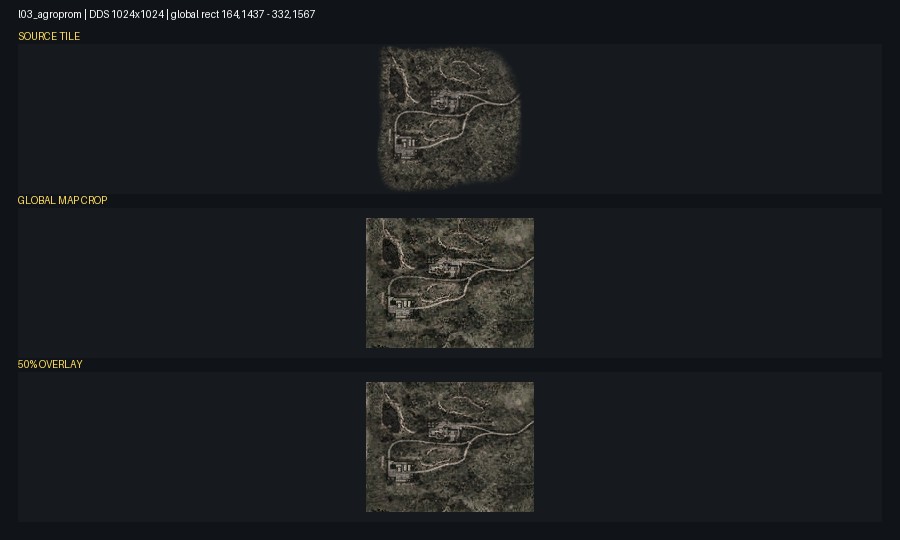 l03_agroprom | DDS 1024x1024 | global rect 164,1437 - 332,1567
SOURCE TILE
GLOBAL MAP CROP
50% OVERLAY